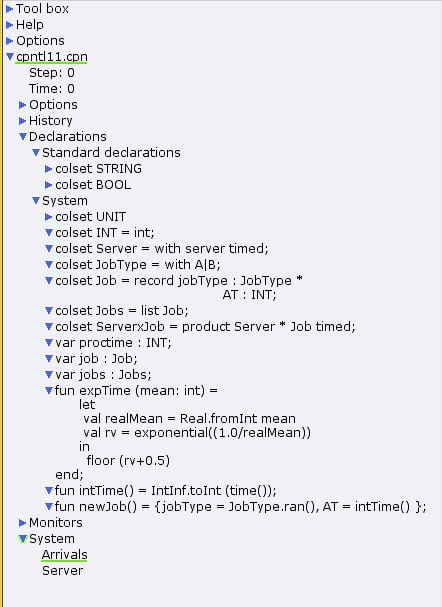 Tool box
Help
Options
cpntl11.cpn
Step: 0
Time: 0
Options
History
Declarations
Standard declarations
colset STRING
colset BOOL
System
colset UNIT
colset INT = int;
colset Server = with server timed;
colset JobType = with A|B;
colset Job = record jobType : JobType *
AT : INT;
colset Jobs = list Job;
colset ServerxJob = product Server * Job timed;
var proctime : INT;
var job : Job;
var jobs : Jobs;
fun expTime (mean: int) =
let
val realMean = Real.fromInt mean
val rv = exponential((1.0/realMean))
in
floor (rv+0.5)
end;
fun intTime() = IntInf.toInt (time());
fun newJob() = {jobType = JobType.ran(), AT = intTime() };
Monitors
System
Arrivals
Server